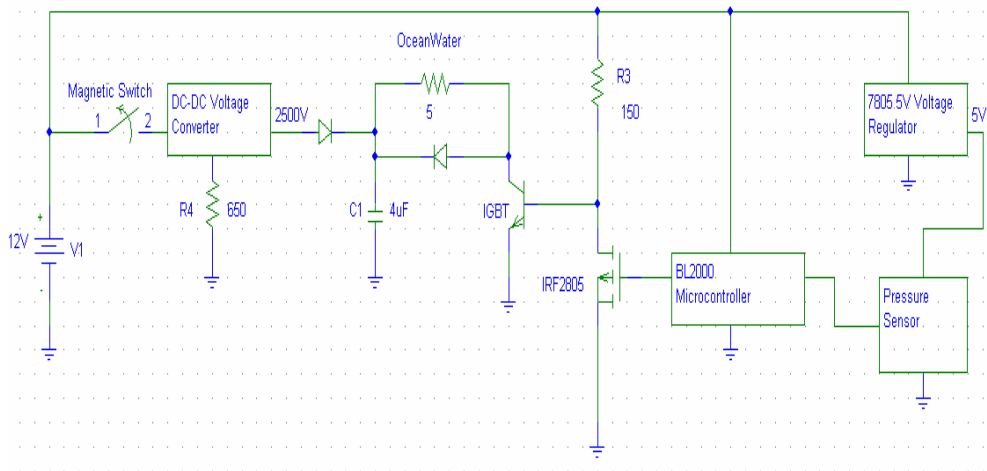 OceanWater
5
Magnetic Switch
1
2
DC-DC Voltage
Converter
2500V
R3
150
7805 5V Voltage
Regulator
5V
R4
650
C1
4uF
IGBT
+
12V
V1
-
IRF2805
BL2000
Microcontroller
Pressure
Sensor